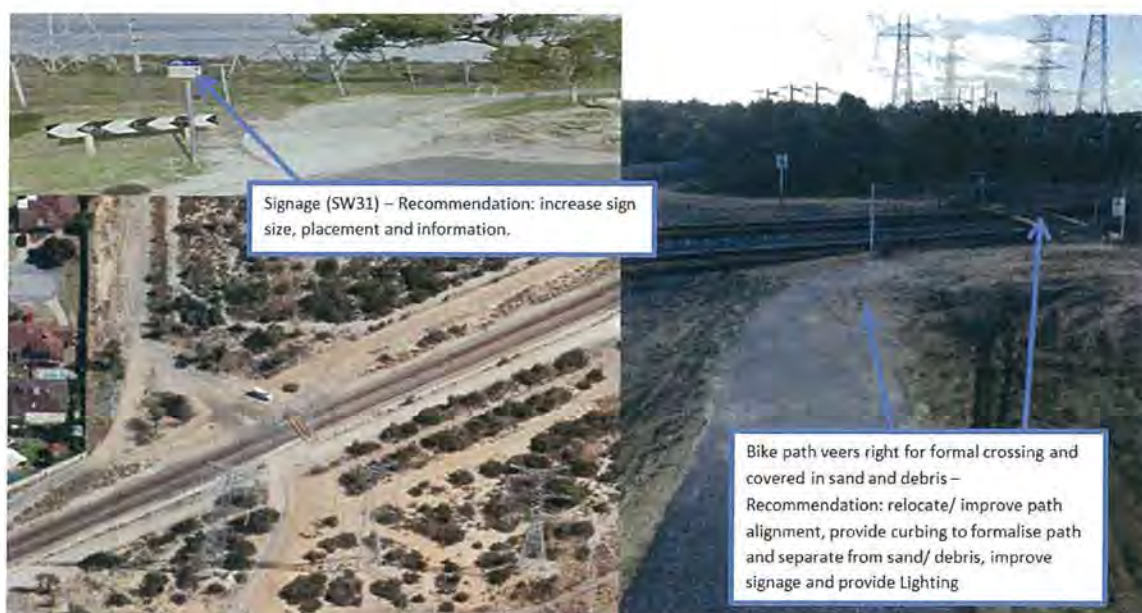 Signage (SW31) – Recommendation: increase sign
size, placement and information.
Bike path veers right for formal crossing and
covered in sand and debris –
Recommendation: relocate/ improve path
alignment, provide curbing to formalise path
and separate from sand/ debris, improve
signage and provide Lighting